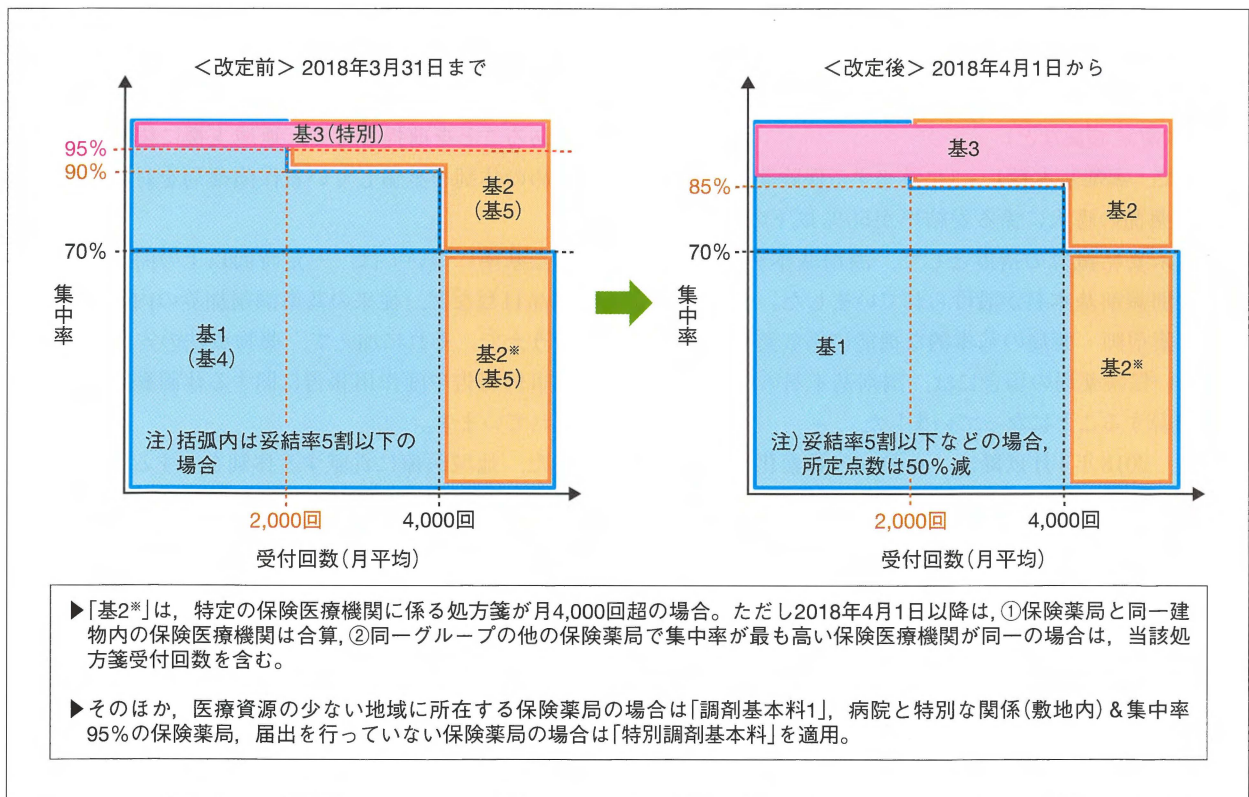 <改定前> 2018年3月31日まで
基3(特別)
95%
90%
70%
基2
(基5)
集中率
基1
(基4)
基2※
(基5)
注)括弧内は妥結率5割以下の
場合
2,000回
4,000回
受付回数(月平均)
<改定後> 2018年4月1日から
基3
85%
70%
基2
集中率
基1
基2※
注)妥結率5割以下などの場合,
所定点数は50%減
2,000回
4,000回
受付回数(月平均)
▶「基2※」は,特定の保険医療機関に係る処方箋が月4,000回超の場合。ただし2018年4月1日以降は,①保険薬局と同一建
物内の保険医療機関は合算,②同一グループの他の保険薬局で集中率が最も高い保険医療機関が同一の場合は,当該処
方箋受付回数を含む。
▶そのほか,医療資源の少ない地域に所在する保険薬局の場合は「調剤基本料1」,病院と特別な関係(敷地内)&集中率
95%の保険薬局,届出を行っていない保険薬局の場合は「特別調剤基本料」を適用。